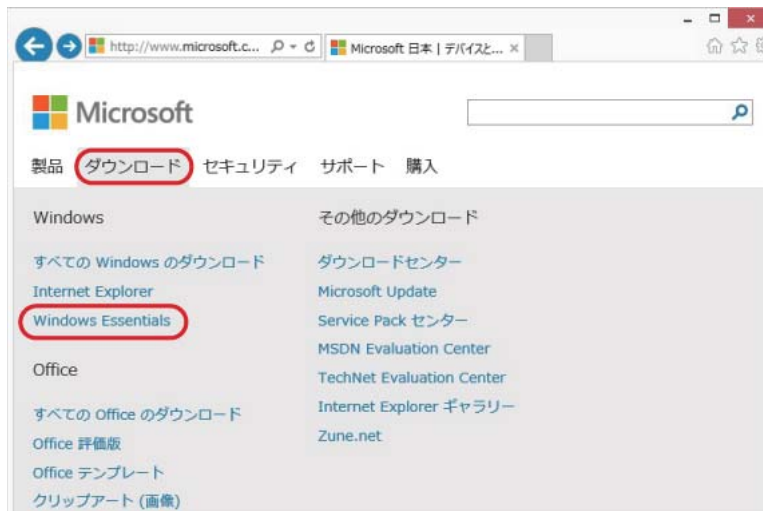 http://www.microsoft.c...
Microsoft 日本 | デバイスと... ×
Microsoft
製品 ダウンロード セキュリティ サポート 購入
Windows
すべての Windows のダウンロード
Internet Explorer
Windows Essentials
Office
すべての Office のダウンロード
Office 評価版
Office テンプレート
クリップアート (画像)
その他のダウンロード
ダウンロードセンター
Microsoft Update
Service Pack センター
MSDN Evaluation Center
TechNet Evaluation Center
Internet Explorer ギャラリー
Zune.net